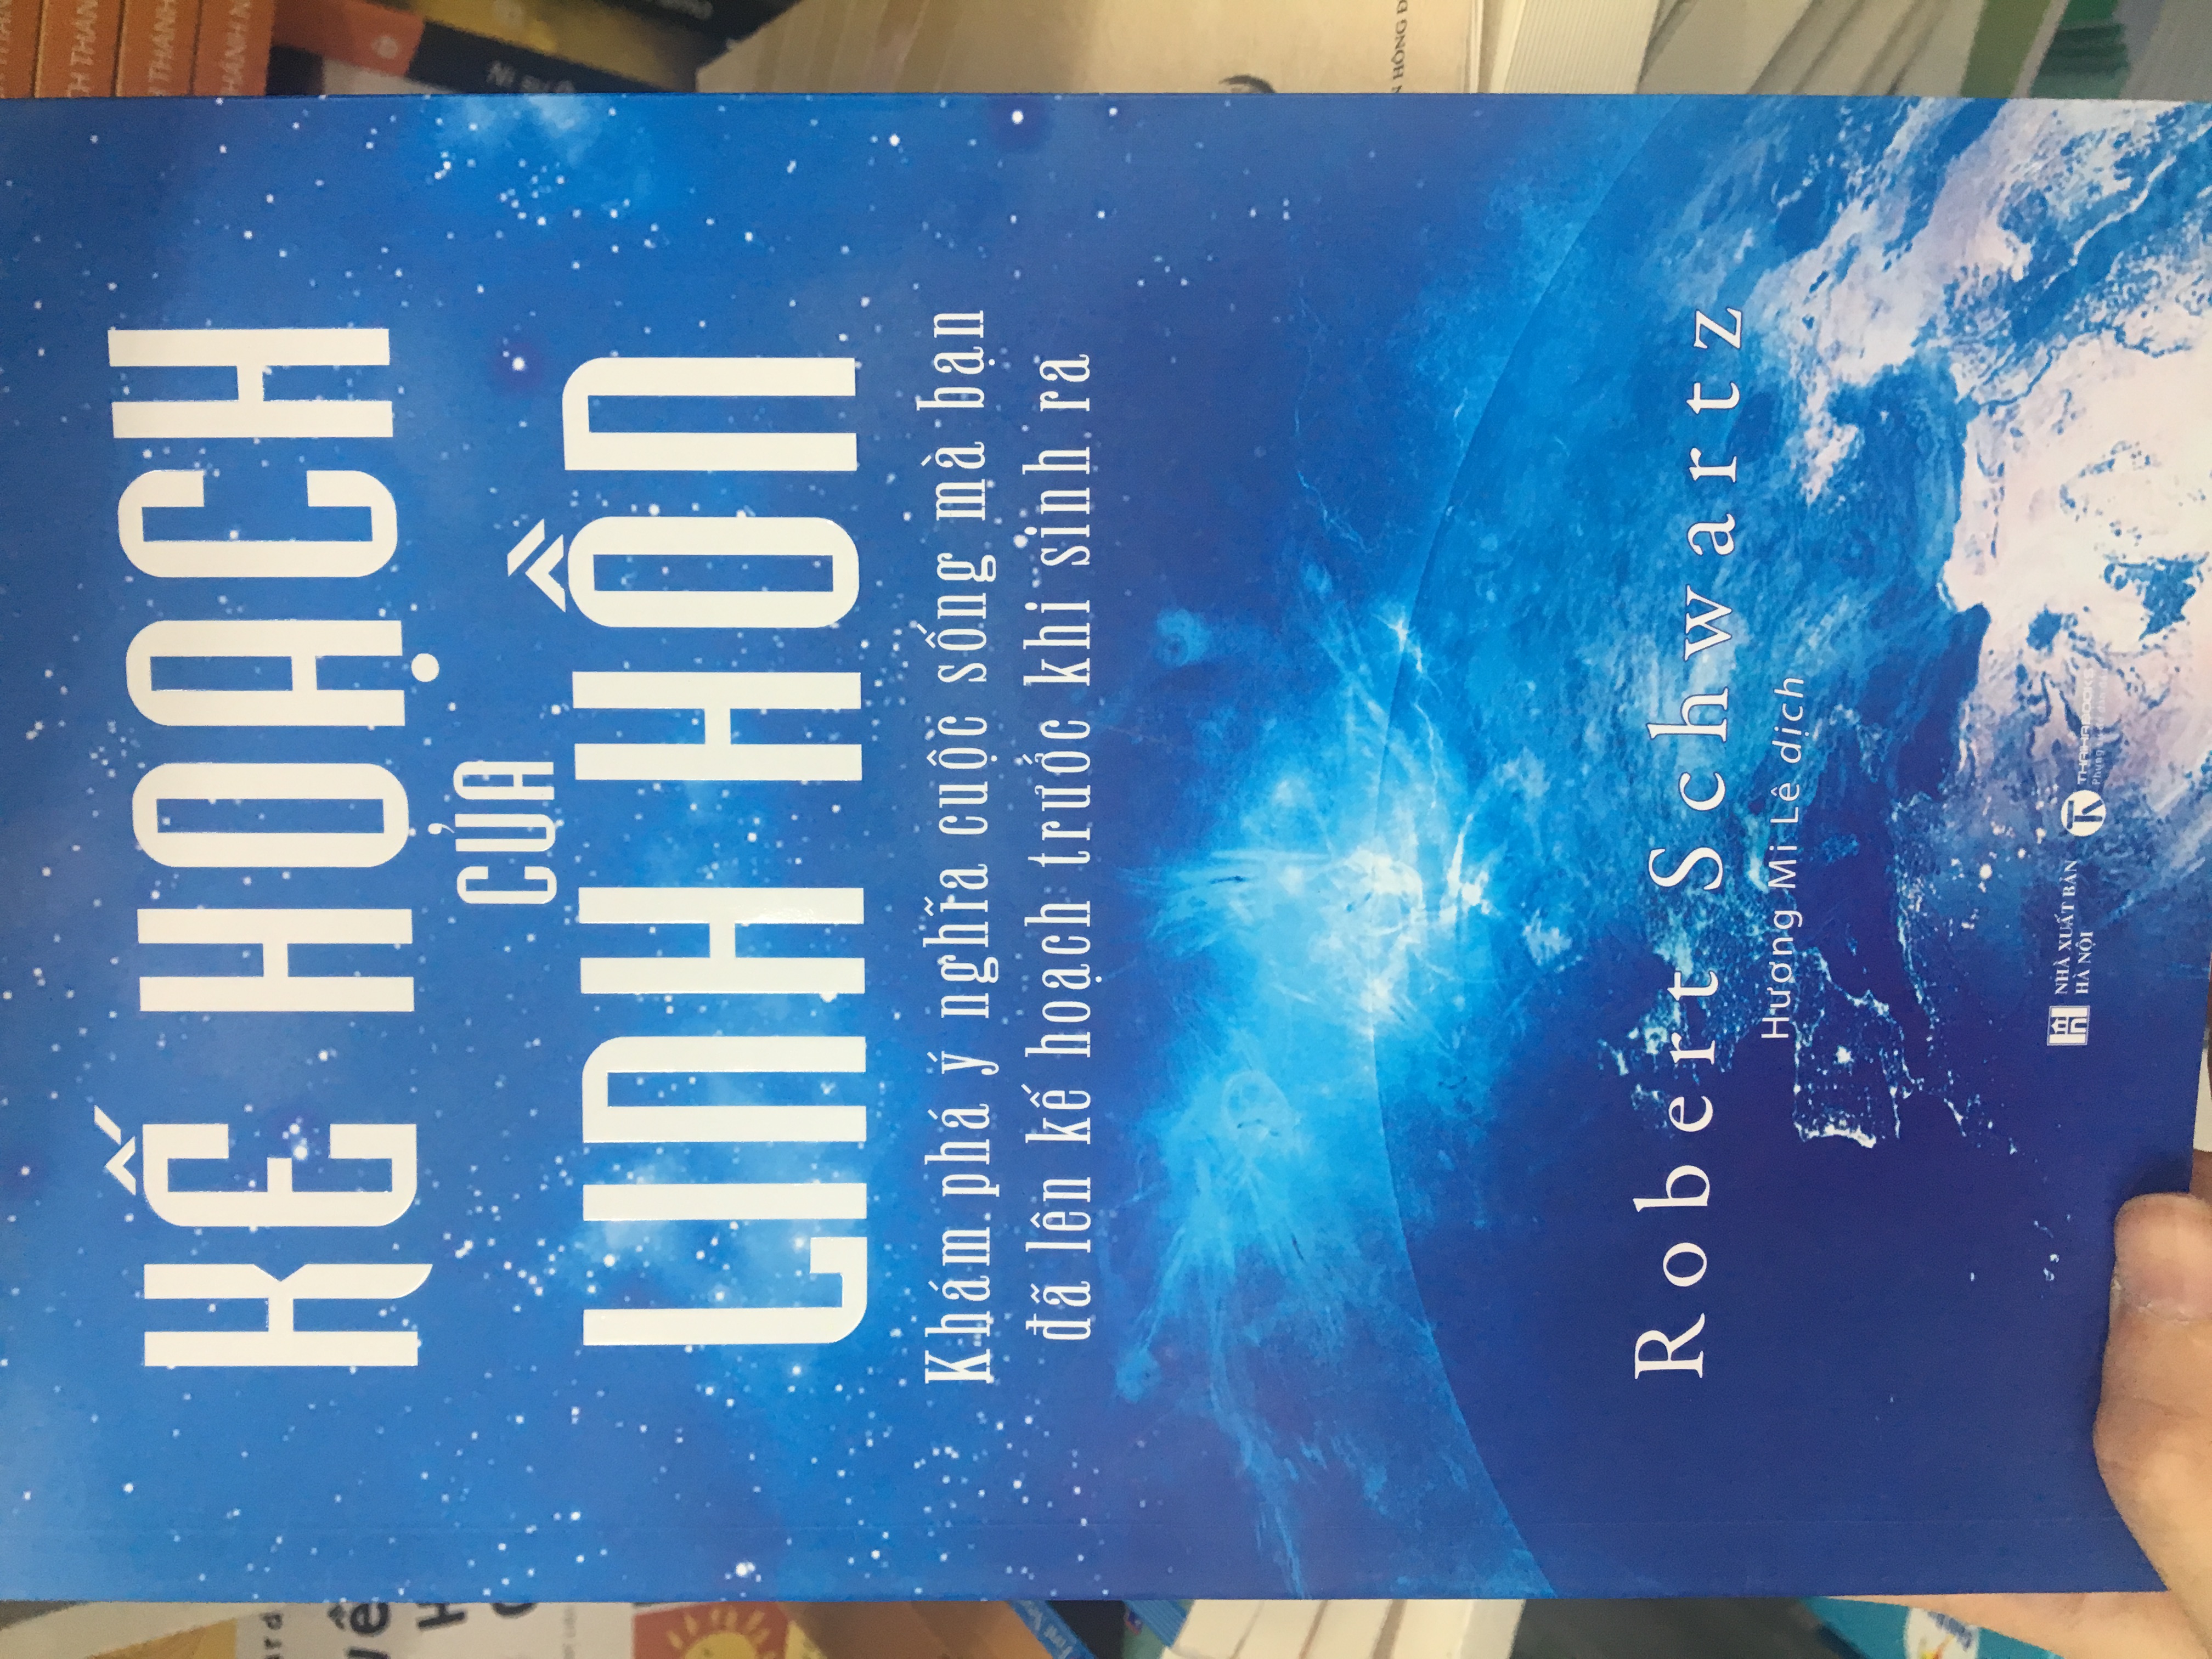 KẾ HOẠCH
CỦA
LINH HỒN
Khám phá ý nghĩa cuộc sống mà bạn
đã lên kế hoạch trước khi sinh ra
Robert Schwartz
Hương Mi Lê dịch
NHÀ XUẤT BẢN
HÀ NỘI
THAIHABOOKS